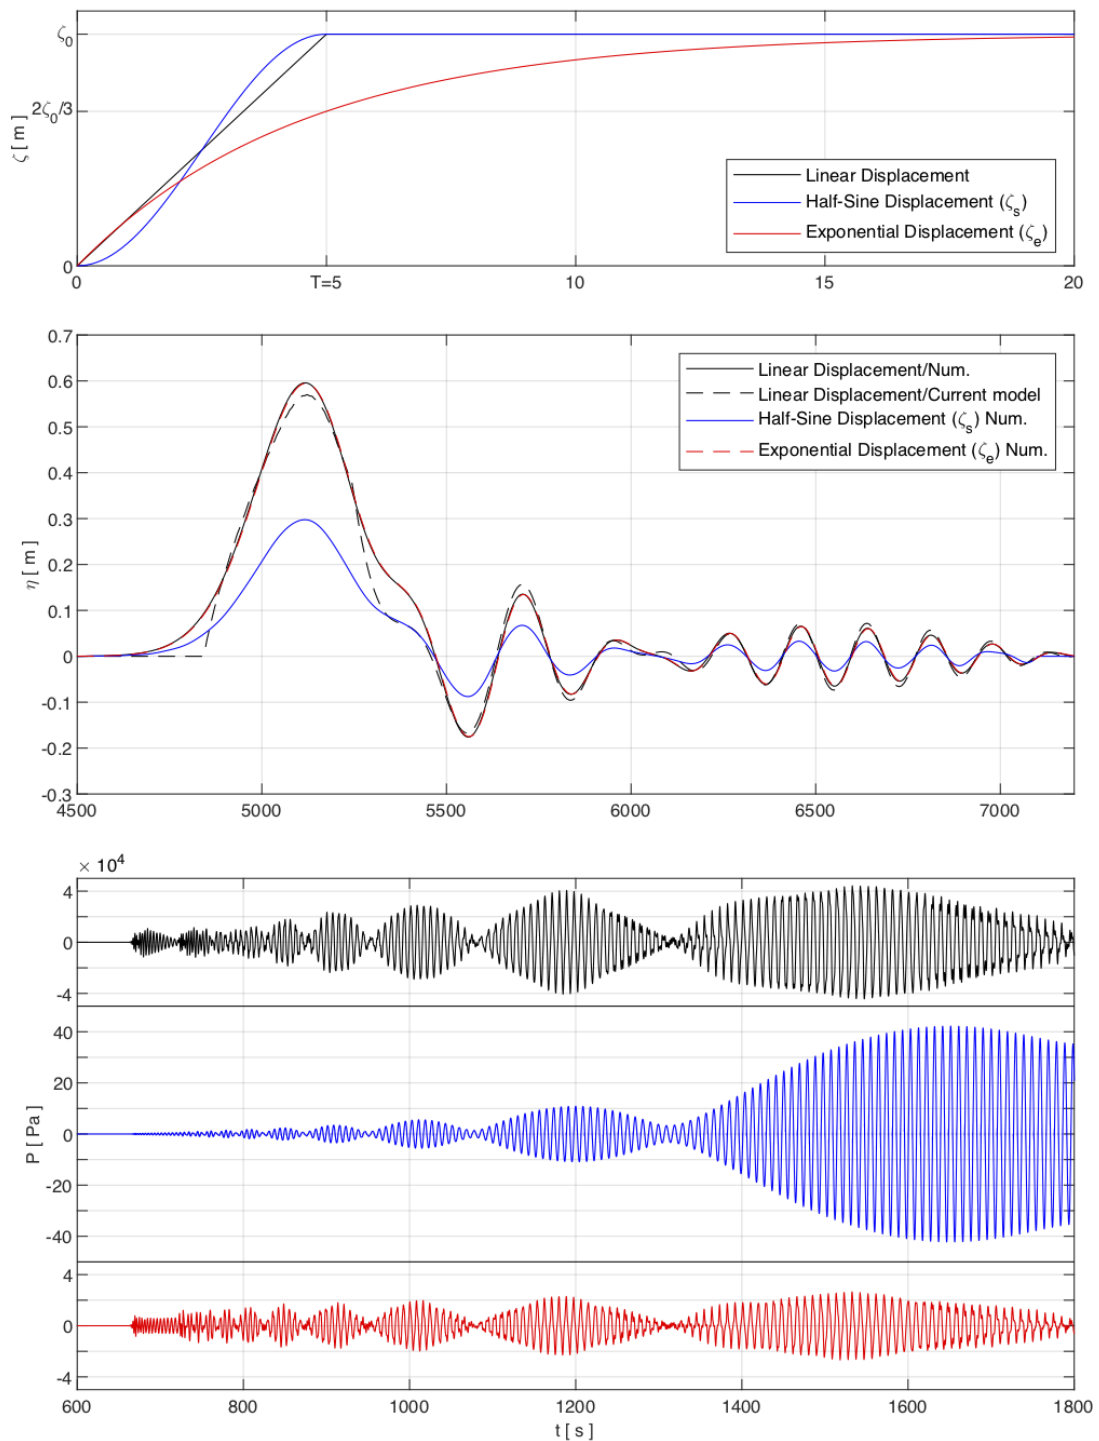 ζ₀
2ζ₀/3
0
ζ [ m ]
Linear Displacement
Half-Sine Displacement (ζₛ)
Exponential Displacement (ζₑ)
0 T=5 10 15 20
0.7
0.6
0.5
0.4
0.3
0.2
0.1
0
-0.1
-0.2
-0.3
η [ m ]
Linear Displacement/Num.
Linear Displacement/Current model
Half-Sine Displacement (ζₛ) Num.
Exponential Displacement (ζₑ) Num.
4500 5000 5500 6000 6500 7000
× 10⁴
4
0
-4
40
20
0
-20
-40
P [ Pa ]
4
0
-4
600 800 1000 1200 1400 1600 1800
t [ s ]